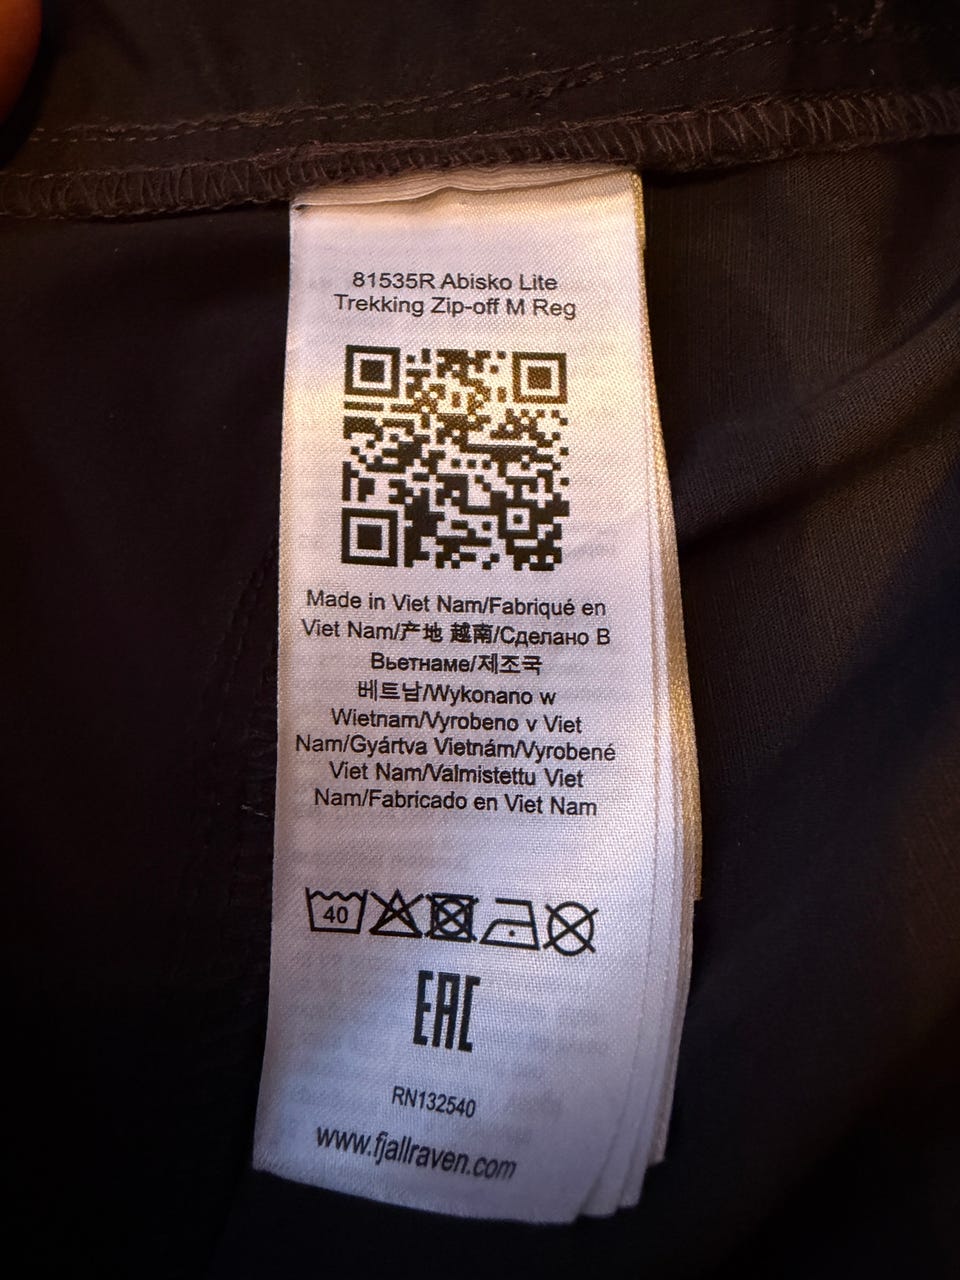 81535R Abisko Lite
Trekking Zip-off M Reg
Made in Viet Nam/Fabriqué en
Viet Nam/产地 越南/Сделано В
Вьетнаме/제조국
베트남/Wykonano w
Wietnam/Vyrobeno v Viet
Nam/Gyártva Vietnám/Vyrobené
Viet Nam/Valmistettu Viet
Nam/Fabricado en Viet Nam
40
EAC
RN132540
www.fjallraven.com